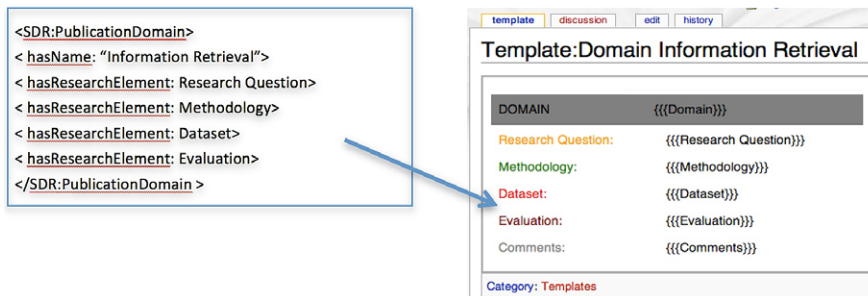 <SDR:PublicationDomain>
< hasName: “Information Retrieval”>
< hasResearchElement: Research Question>
< hasResearchElement: Methodology>
< hasResearchElement: Dataset>
< hasResearchElement: Evaluation>
</SDR:PublicationDomain >
template discussion edit history
Template:Domain Information Retrieval
DOMAIN {{{Domain}}}
Research Question: {{{Research Question}}}
Methodology: {{{Methodology}}}
Dataset: {{{Dataset}}}
Evaluation: {{{Evaluation}}}
Comments: {{{Comments}}}
Category: Templates